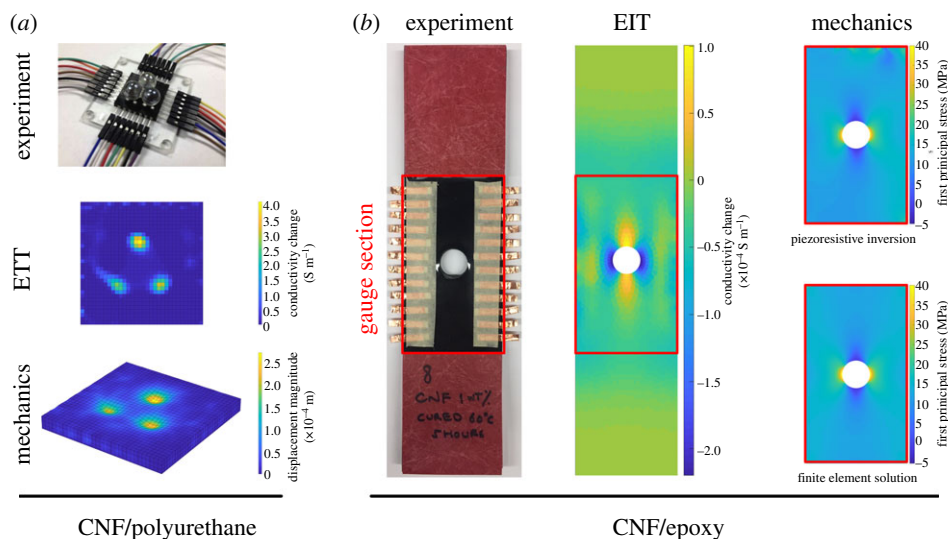 (a)
experiment
ETT
4.0
3.5
3.0
2.5
2.0
1.5
1.0
0.5
0
conductivity change
(S m⁻¹)
mechanics
2.5
2.0
1.5
1.0
0.5
0
displacement magnitude
(×10⁻⁴ m)
CNF/polyurethane
(b)
experiment
EIT
mechanics
gauge section
8
CNF 1 wt%
CURED 60°C
5 HOURS
1.0
0.5
0
−0.5
−1.0
−1.5
−2.0
conductivity change
(×10⁻⁴ S m⁻¹)
40
35
30
25
20
15
10
5
0
−5
first prinicipal stress (MPa)
piezoresistive inversion
40
35
30
25
20
15
10
5
0
−5
first principal stress (MPa)
finite element solution
CNF/epoxy